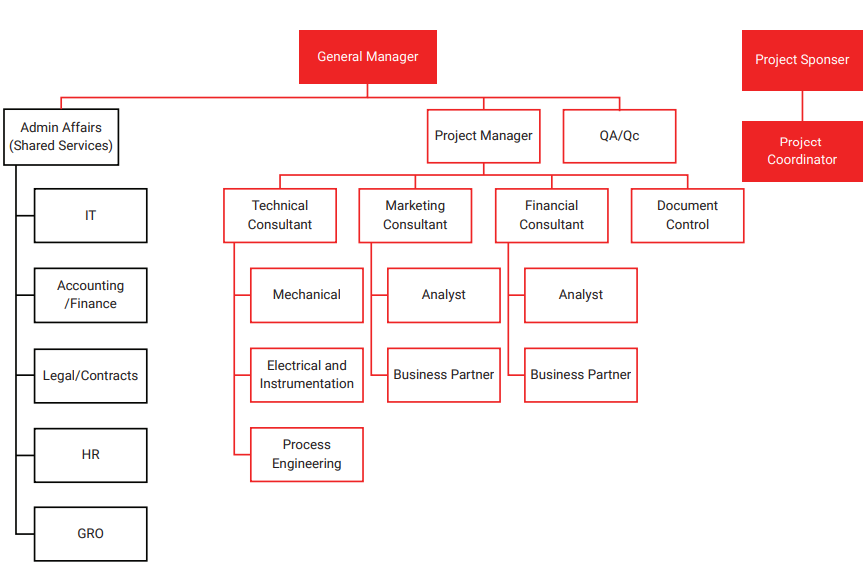 General Manager
Project Sponser
Project
Coordinator
Admin Affairs
(Shared Services)
Project Manager
QA/Qc
Technical
Consultant
Marketing
Consultant
Financial
Consultant
Document
Control
IT
Accounting
/Finance
Legal/Contracts
HR
GRO
Mechanical
Electrical and
Instrumentation
Process
Engineering
Analyst
Business Partner
Analyst
Business Partner